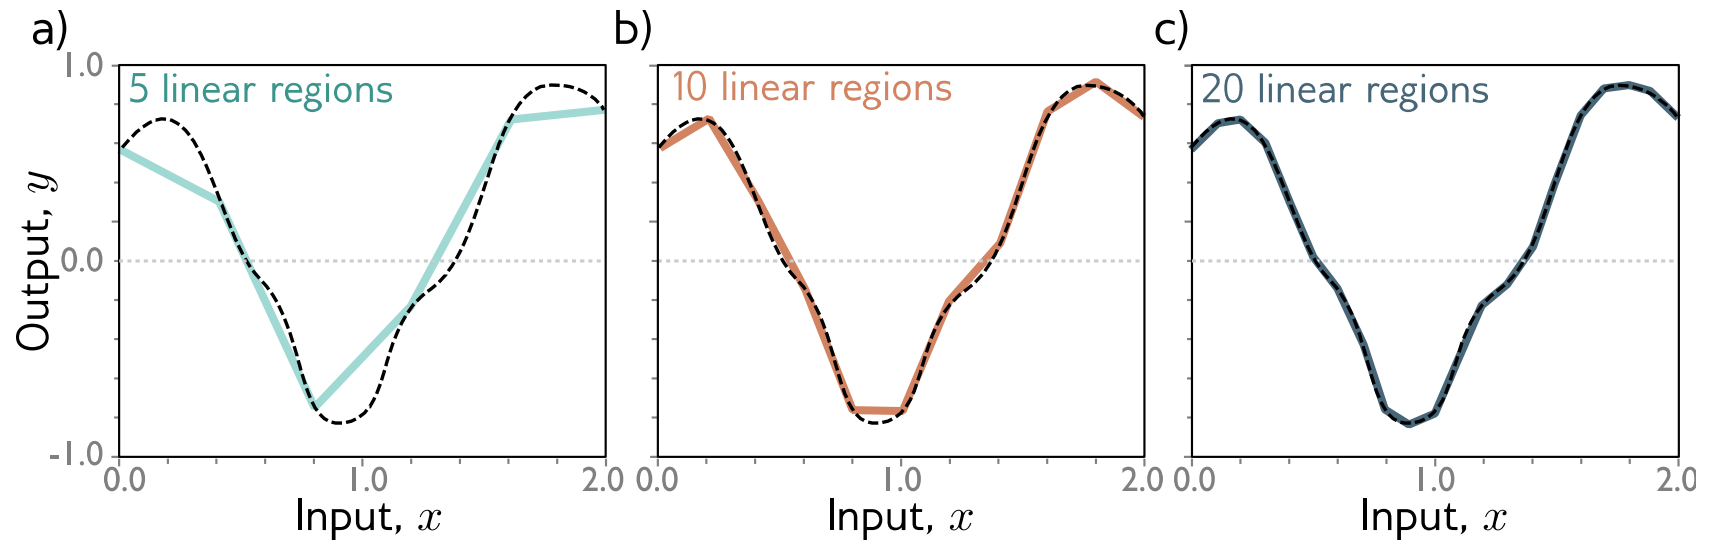 a)
5 linear regions
1.0
0.0
-1.0
Output, y
0.0 1.0 2.0
Input, x
b)
10 linear regions
0.0 1.0 2.0
Input, x
c)
20 linear regions
0.0 1.0 2.0
Input, x